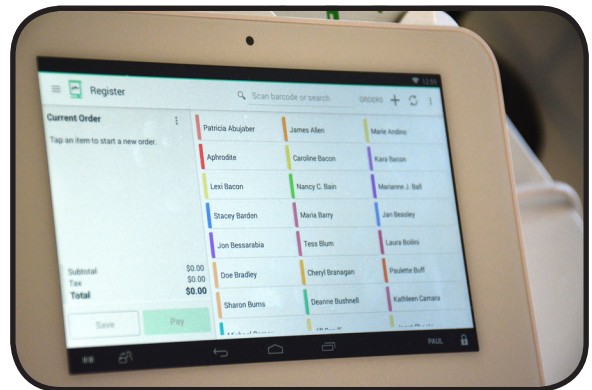 12:55
Register
Scan barcode or search
ORDERS
Current Order
Tap an item to start a new order.
Subtotal $0.00
Tax $0.00
Total $0.00
Save
Pay
Patricia Abujaber
James Allen
Marie Andino
Aphrodite
Caroline Bacon
Kara Bacon
Lexi Bacon
Nancy C. Bain
Marianne J. Ball
Stacey Barden
Maria Barry
Jan Beasley
Jon Bessarabia
Tess Blum
Laura Boilini
Doe Bradley
Cheryl Branagan
Paulette Buff
Sharon Burns
Deanne Bushnell
Kathleen Camara
PAUL